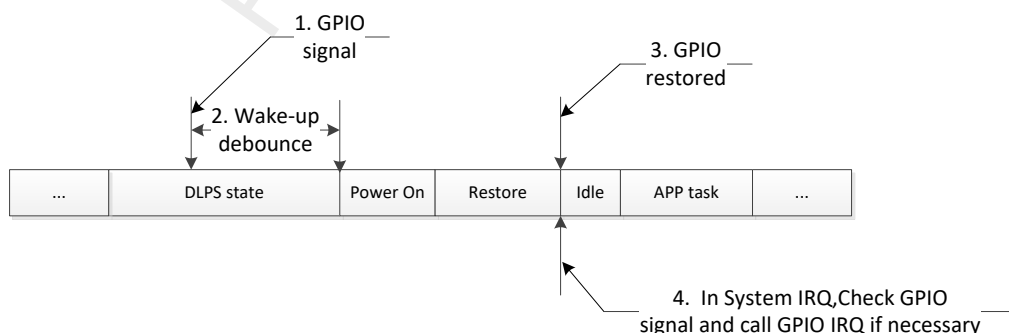 1. GPIO
signal
3. GPIO
restored
2. Wake-up
debounce
... DLPS state Power On Restore Idle APP task ...
4. In System IRQ,Check GPIO
signal and call GPIO IRQ if necessary